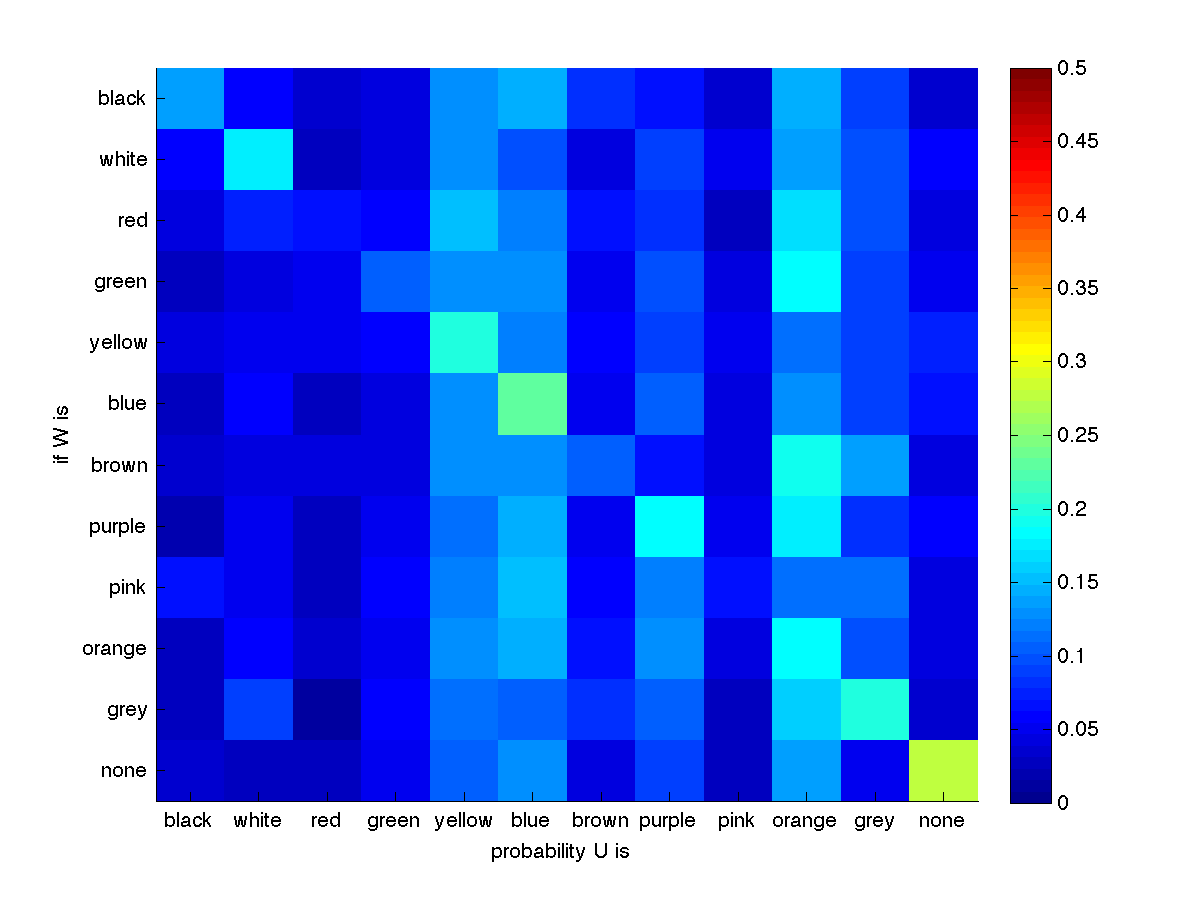 black
white
red
green
yellow
blue
brown
purple
pink
orange
grey
none
if W is
black white red green yellow blue brown purple pink orange grey none
probability U is
0.5
0.45
0.4
0.35
0.3
0.25
0.2
0.15
0.1
0.05
0